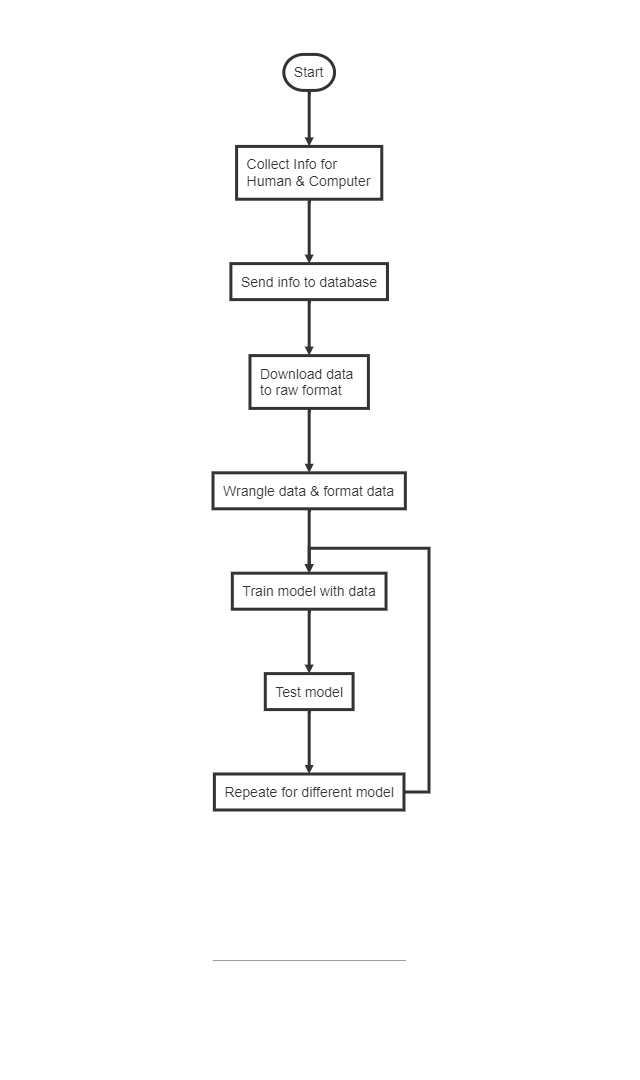 Start
Collect Info for
Human & Computer
Send info to database
Download data
to raw format
Wrangle data & format data
Train model with data
Test model
Repeate for different model